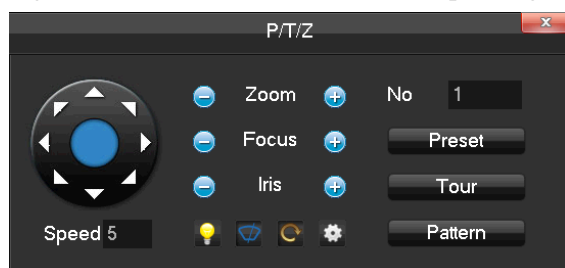 P/T/Z
Zoom No 1
Focus Preset
Iris Tour
Speed 5 Pattern